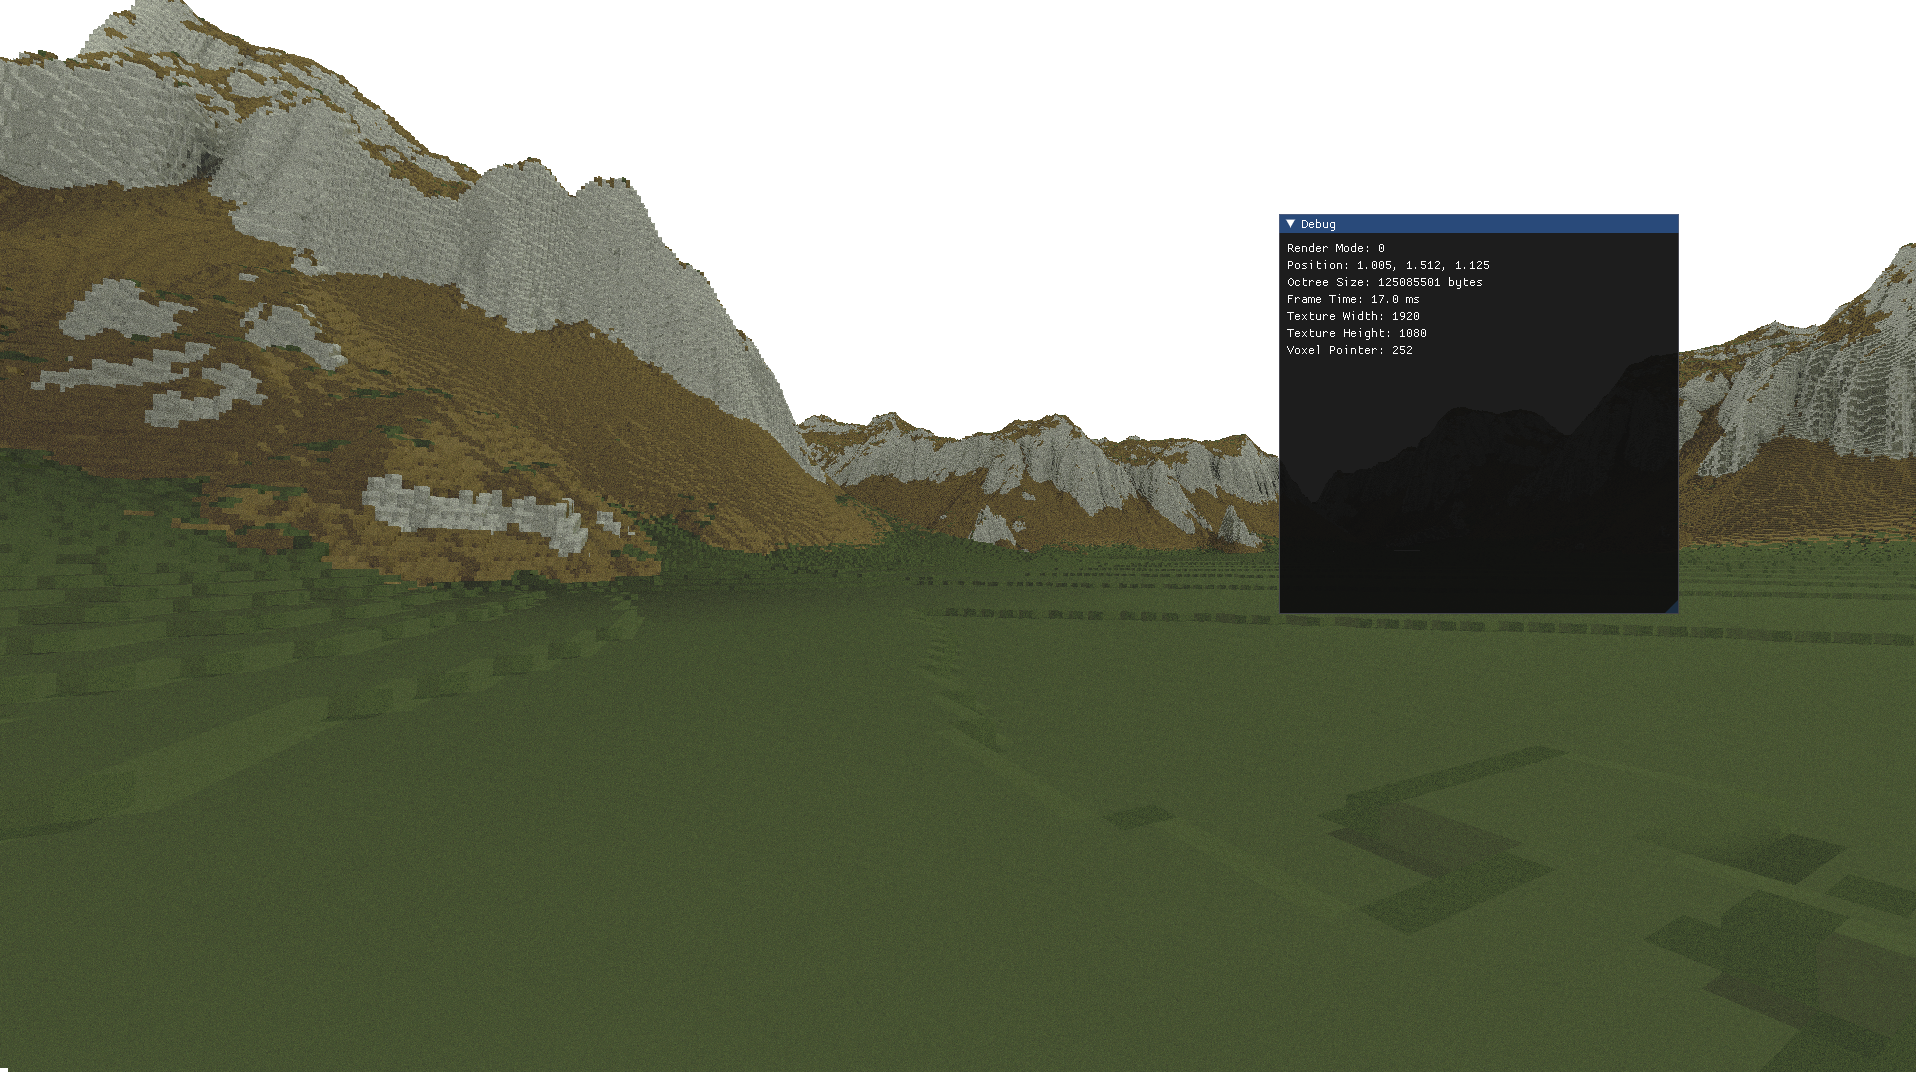 Debug
Render Mode: 0
Position: 1.005, 1.512, 1.125
Octree Size: 125085501 bytes
Frame Time: 17.0 ms
Texture Width: 1920
Texture Height: 1080
Voxel Pointer: 252